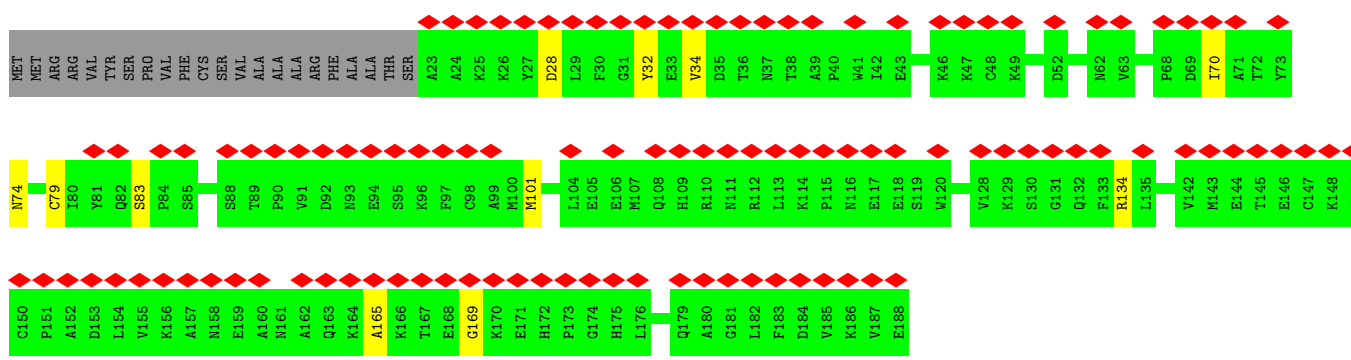 MET MET ARG ARG VAL TYR SER PRO VAL PHE CYS SER VAL ALA ALA ALA ARG PHE ALA ALA THR SER A23 A24 K25 K26 Y27 D28 L29 F30 G31 Y32 E33 V34 D35 T36 N37 T38 A39 P40 W41 I42 E43 K46 K47 C48 K49 D52 N62 V63 P68 D69 I70 A71 T72 Y73
N74 C79 I80 Y81 Q82 S83 P84 S85 S88 T89 P90 V91 D92 N93 E94 S95 K96 F97 C98 A99 M100 M101 L104 E105 E106 M107 Q108 H109 R110 N111 R112 L113 K114 P115 N116 E117 E118 S119 W120 V128 K129 S130 G131 Q132 F133 R134 L135 V142 M143 E144 T145 E146 C147 K148
C150 P151 A152 D153 L154 V155 K156 A157 N158 E159 A160 N161 A162 Q163 K164 A165 K166 T167 E168 G169 K170 E171 H172 P173 G174 H175 L176 Q179 A180 G181 L182 F183 D184 V185 K186 V187 E188